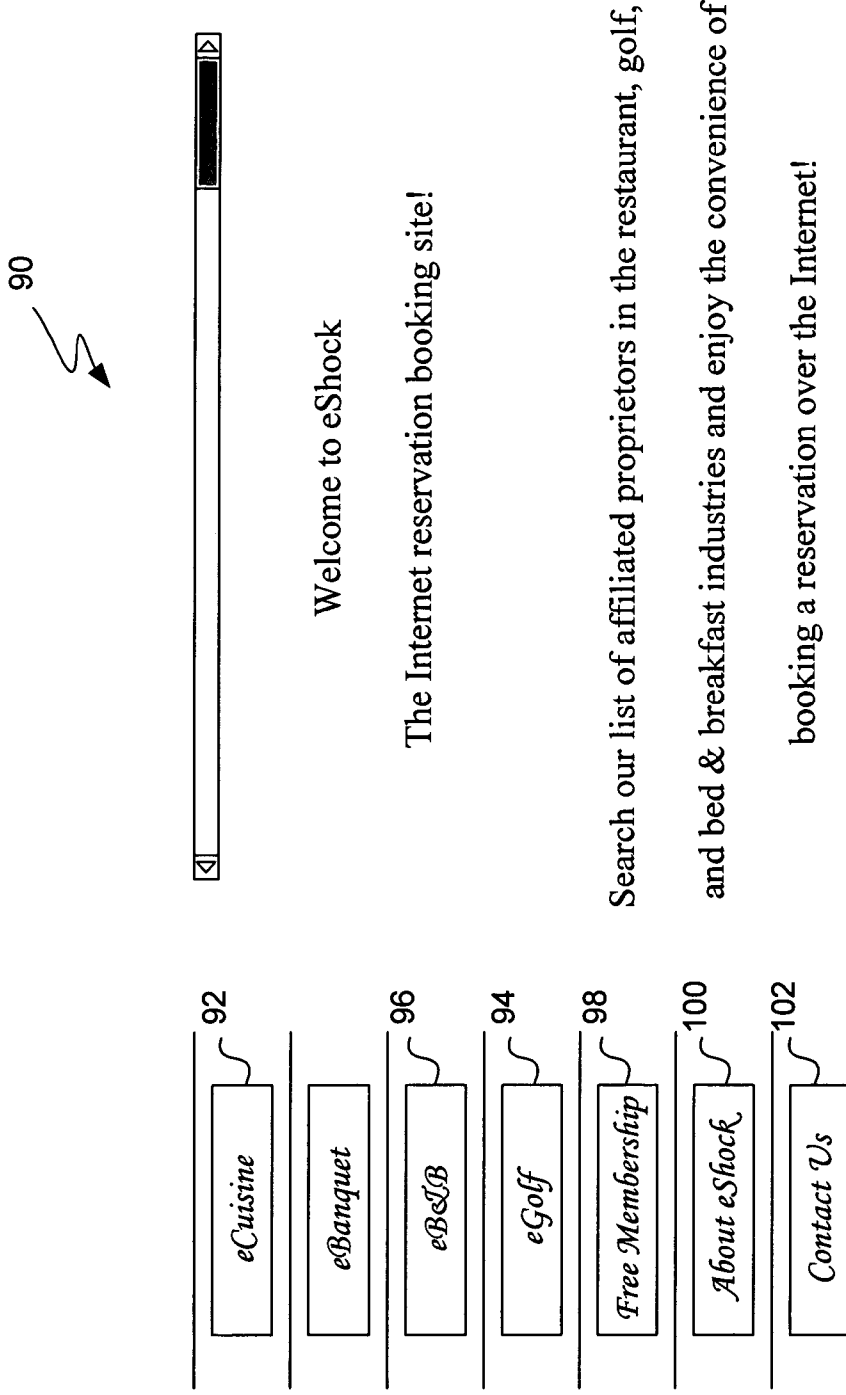 90
Welcome to eShock
The Internet reservation booking site!
Search our list of affiliated proprietors in the restaurant, golf,
and bed & breakfast industries and enjoy the convenience of
booking a reservation over the Internet!
eCuisine
92
eBanquet
eB&B
96
eGolf
94
Free Membership
98
About eShock
100
Contact Us
102